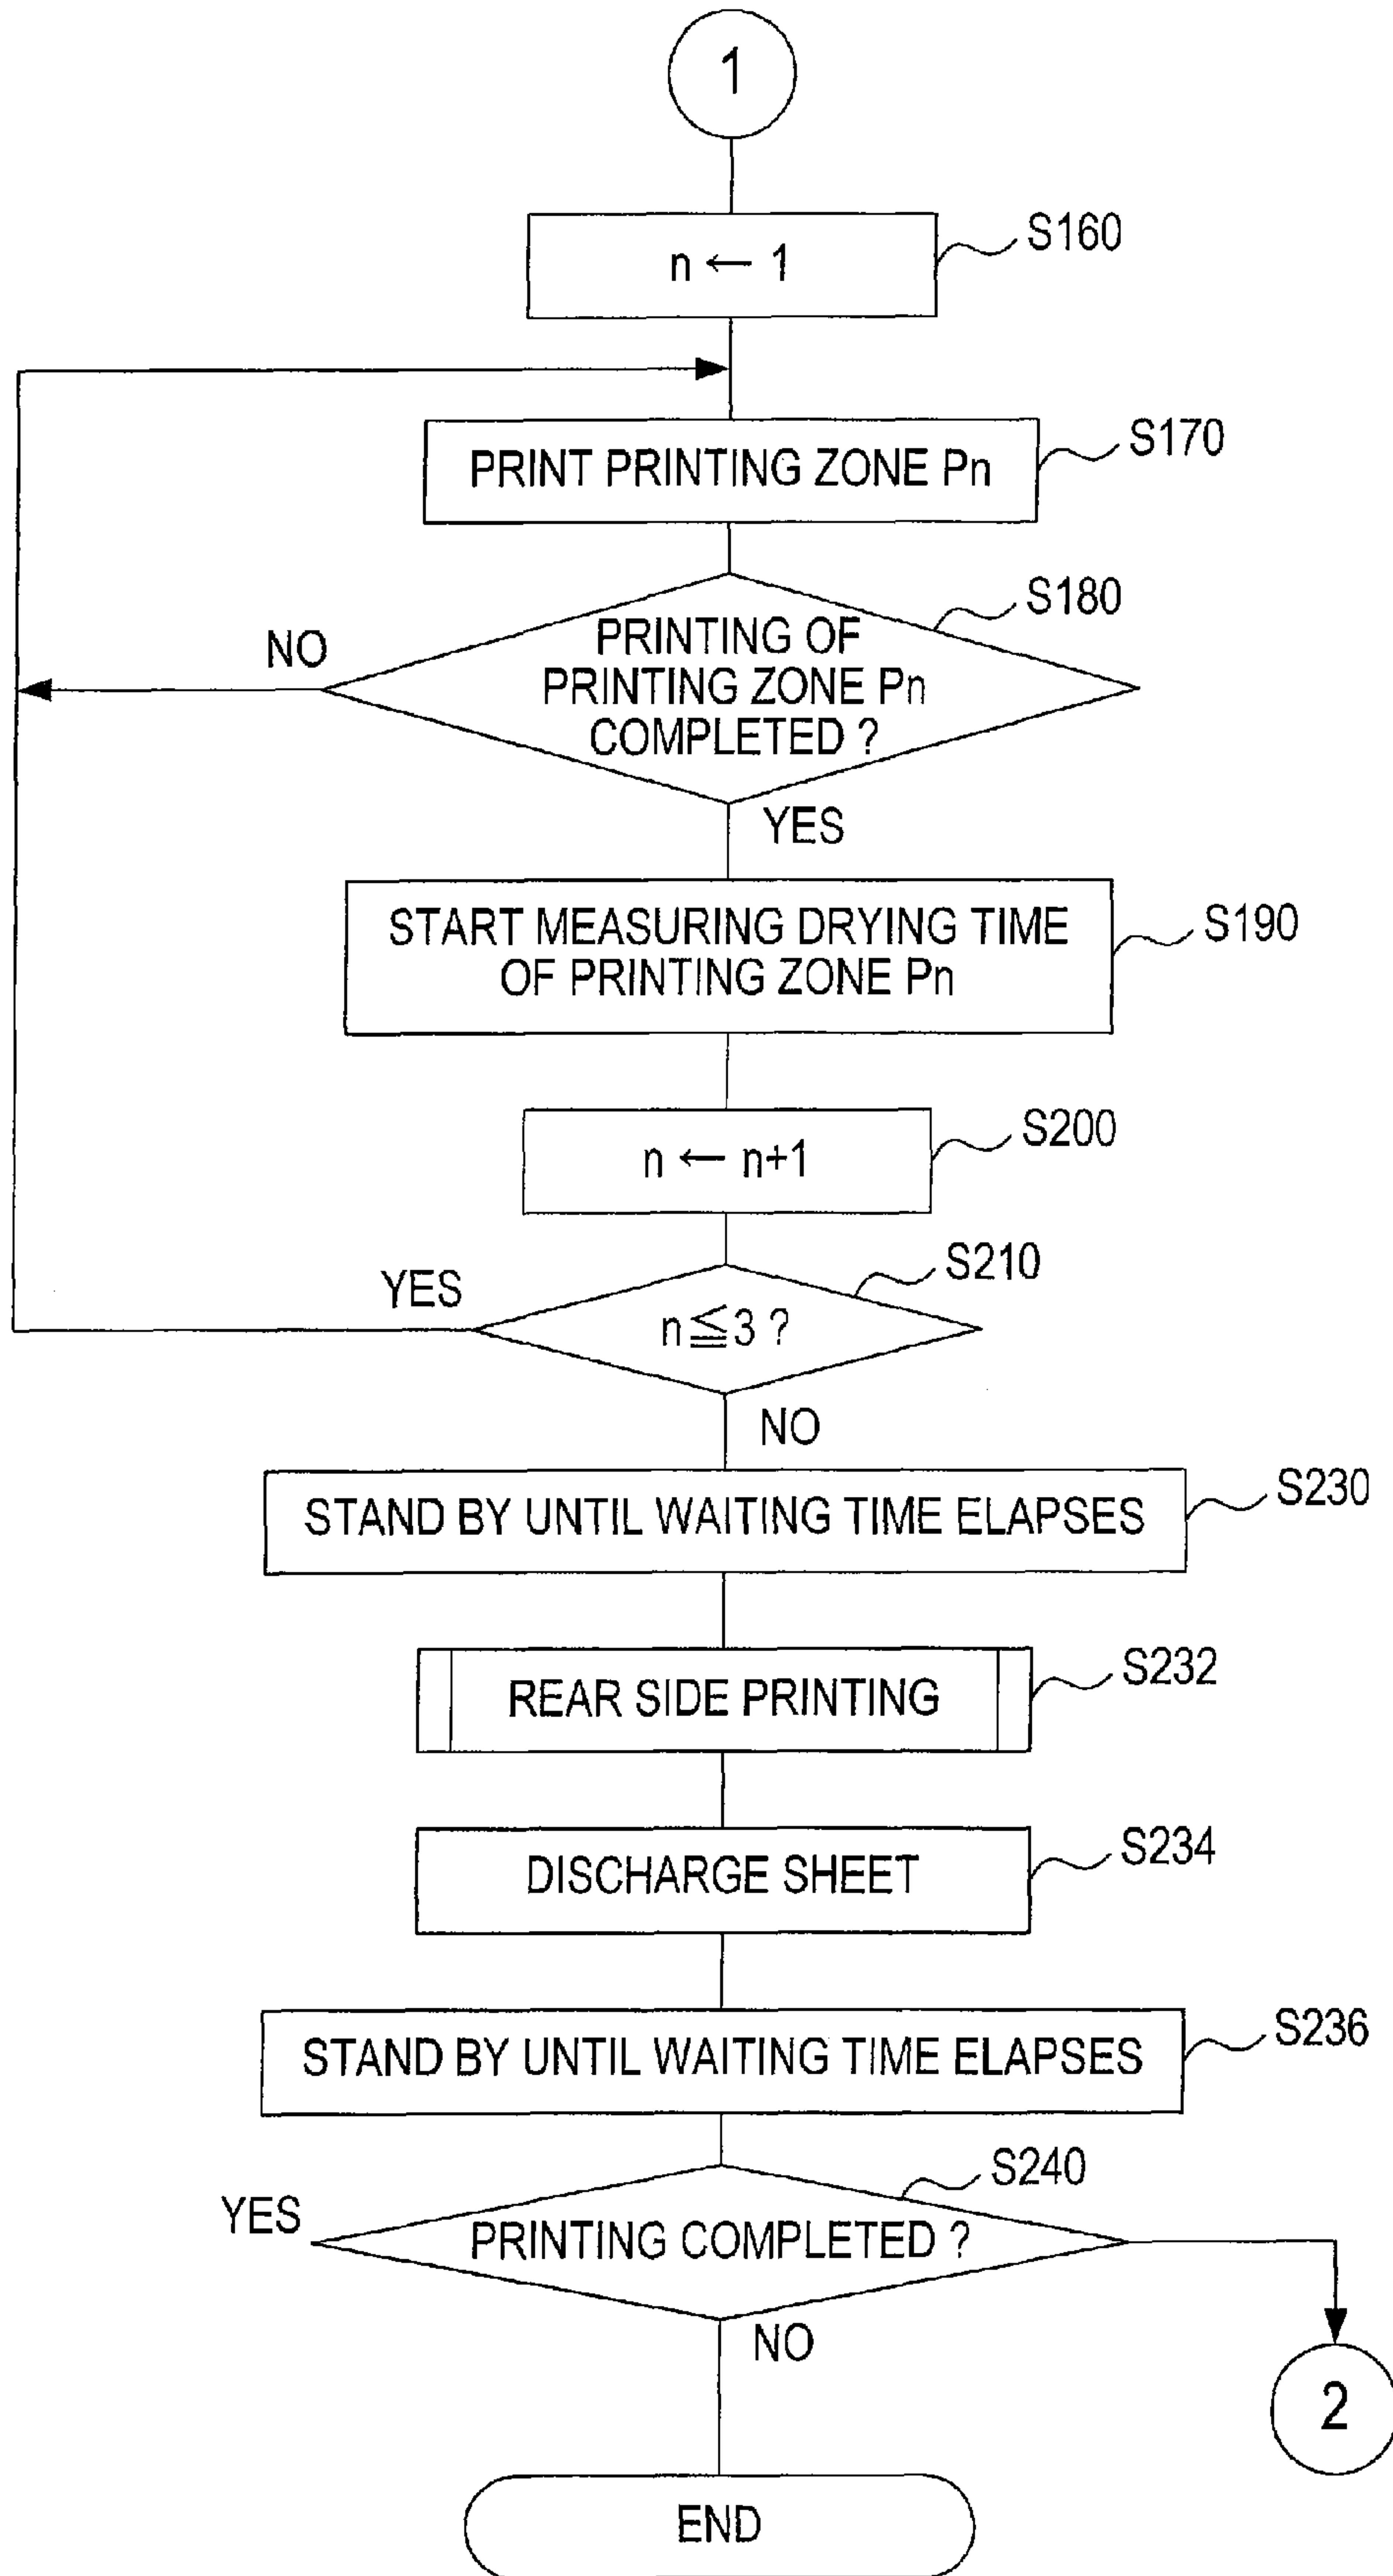 1
n ← 1
S160
PRINT PRINTING ZONE Pn
S170
PRINTING OF
PRINTING ZONE Pn
COMPLETED ?
S180
NO
YES
START MEASURING DRYING TIME
OF PRINTING ZONE Pn
S190
n ← n+1
S200
n≦3 ?
S210
YES
NO
STAND BY UNTIL WAITING TIME ELAPSES
S230
REAR SIDE PRINTING
S232
DISCHARGE SHEET
S234
STAND BY UNTIL WAITING TIME ELAPSES
S236
PRINTING COMPLETED ?
S240
YES
NO
2
END